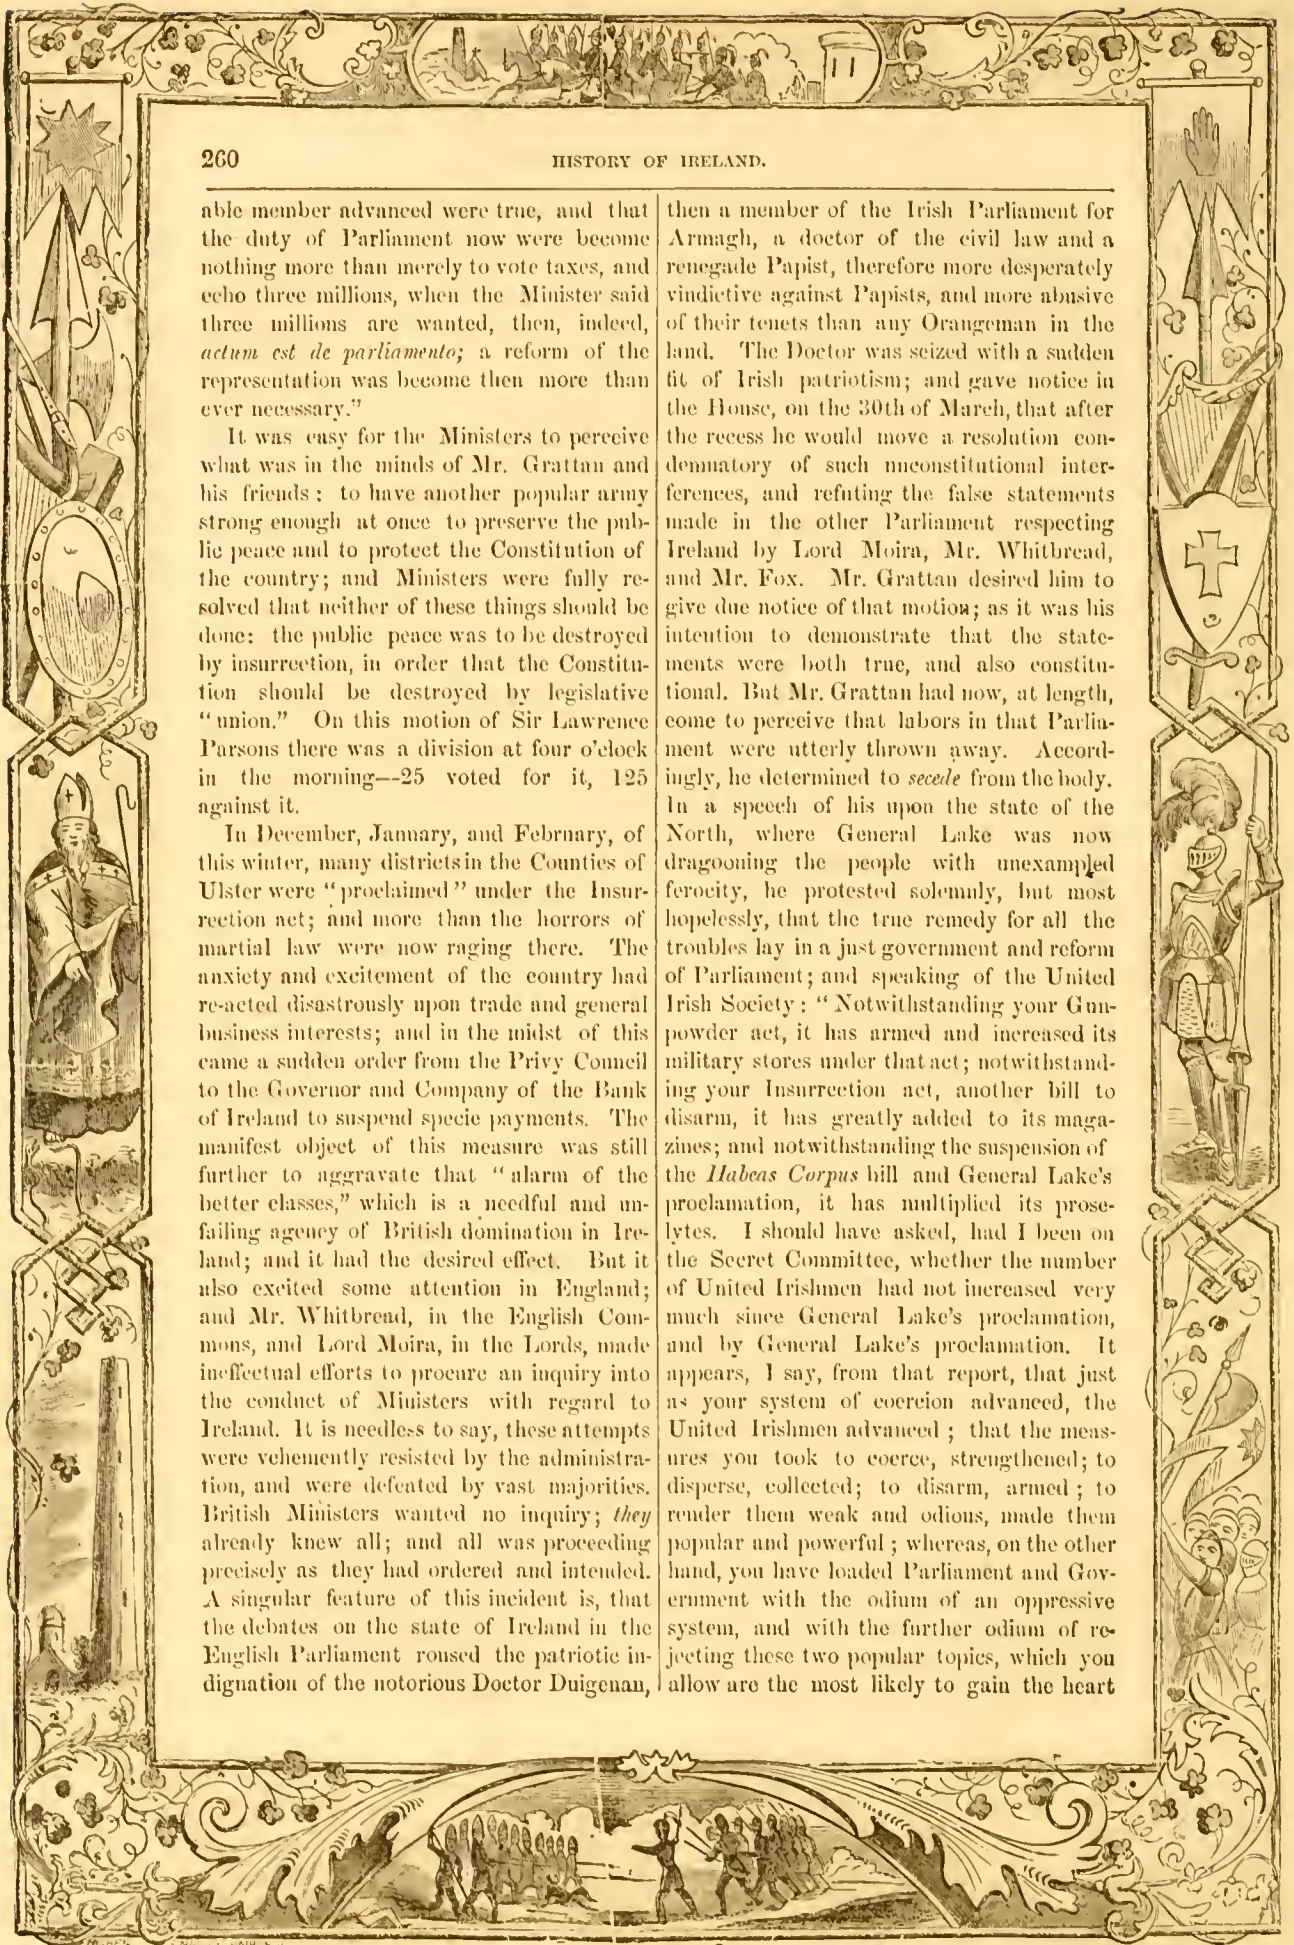 260
HISTORY OF IRELAND.
able member advanced were true, and that
the duty of Parliament now were become
nothing more than merely to vote taxes, and
echo three millions, when the Minister said
three millions are wanted, then, indeed,
actum est de parliamento; a reform of the
representation was become then more than
ever necessary."
It was easy for the Ministers to perceive
what was in the minds of Mr. Grattan and
his friends: to have another popular army
strong enough at once to preserve the pub-
lic peace and to protect the Constitution of
the country; and Ministers were fully re-
solved that neither of these things should be
done: the public peace was to be destroyed
by insurrection, in order that the Constitu-
tion should be destroyed by legislative
"union." On this motion of Sir Lawrence
Parsons there was a division at four o'clock
in the morning—25 voted for it, 125
against it.
In December, January, and February, of
this winter, many districts in the Counties of
Ulster were "proclaimed" under the Insur-
rection act; and more than the horrors of
martial law were now raging there. The
anxiety and excitement of the country had
re-acted disastrously upon trade and general
business interests; and in the midst of this
came a sudden order from the Privy Council
to the Governor and Company of the Bank
of Ireland to suspend specie payments. The
manifest object of this measure was still
further to aggravate that "alarm of the
better classes," which is a needful and un-
failing agency of British domination in Ire-
land; and it had the desired effect. But it
also excited some attention in England;
and Mr. Whitbread, in the English Com-
mons, and Lord Moira, in the Lords, made
ineffectual efforts to procure an inquiry into
the conduct of Ministers with regard to
Ireland. It is needless to say, these attempts
were vehemently resisted by the administra-
tion, and were defeated by vast majorities.
British Ministers wanted no inquiry; they
already knew all; and all was proceeding
precisely as they had ordered and intended.
A singular feature of this incident is, that
the debates on the state of Ireland in the
English Parliament roused the patriotic in-
dignation of the notorious Doctor Duigenan,
then a member of the Irish Parliament for
Armagh, a doctor of the civil law and a
renegade Papist, therefore more desperately
vindictive against Papists, and more abusive
of their tenets than any Orangeman in the
land. The Doctor was seized with a sudden
fit of Irish patriotism; and gave notice in
the House, on the 30th of March, that after
the recess he would move a resolution con-
demnatory of such unconstitutional inter-
ferences, and refuting the false statements
made in the other Parliament respecting
Ireland by Lord Moira, Mr. Whitbread,
and Mr. Fox. Mr. Grattan desired him to
give due notice of that motion; as it was his
intention to demonstrate that the state-
ments were both true, and also constitu-
tional. But Mr. Grattan had now, at length,
come to perceive that labors in that Parlia-
ment were utterly thrown away. Accord-
ingly, he determined to secede from the body.
In a speech of his upon the state of the
North, where General Lake was now
dragooning the people with unexampled
ferocity, he protested solemnly, but most
hopelessly, that the true remedy for all the
troubles lay in a just government and reform
of Parliament; and speaking of the United
Irish Society: "Notwithstanding your Gun-
powder act, it has armed and increased its
military stores under that act; notwithstand-
ing your Insurrection act, another bill to
disarm, it has greatly added to its maga-
zines; and notwithstanding the suspension of
the Habeas Corpus bill and General Lake's
proclamation, it has multiplied its prose-
lytes. I should have asked, had I been on
the Secret Committee, whether the number
of United Irishmen had not increased very
much since General Lake's proclamation,
and by General Lake's proclamation. It
appears, I say, from that report, that just
as your system of coercion advanced, the
United Irishmen advanced; that the meas-
ures you took to coerce, strengthened; to
disperse, collected; to disarm, armed; to
render them weak and odious, made them
popular and powerful; whereas, on the other
hand, you have loaded Parliament and Gov-
ernment with the odium of an oppressive
system, and with the further odium of re-
jecting these two popular topics, which you
allow are the most likely to gain the heart